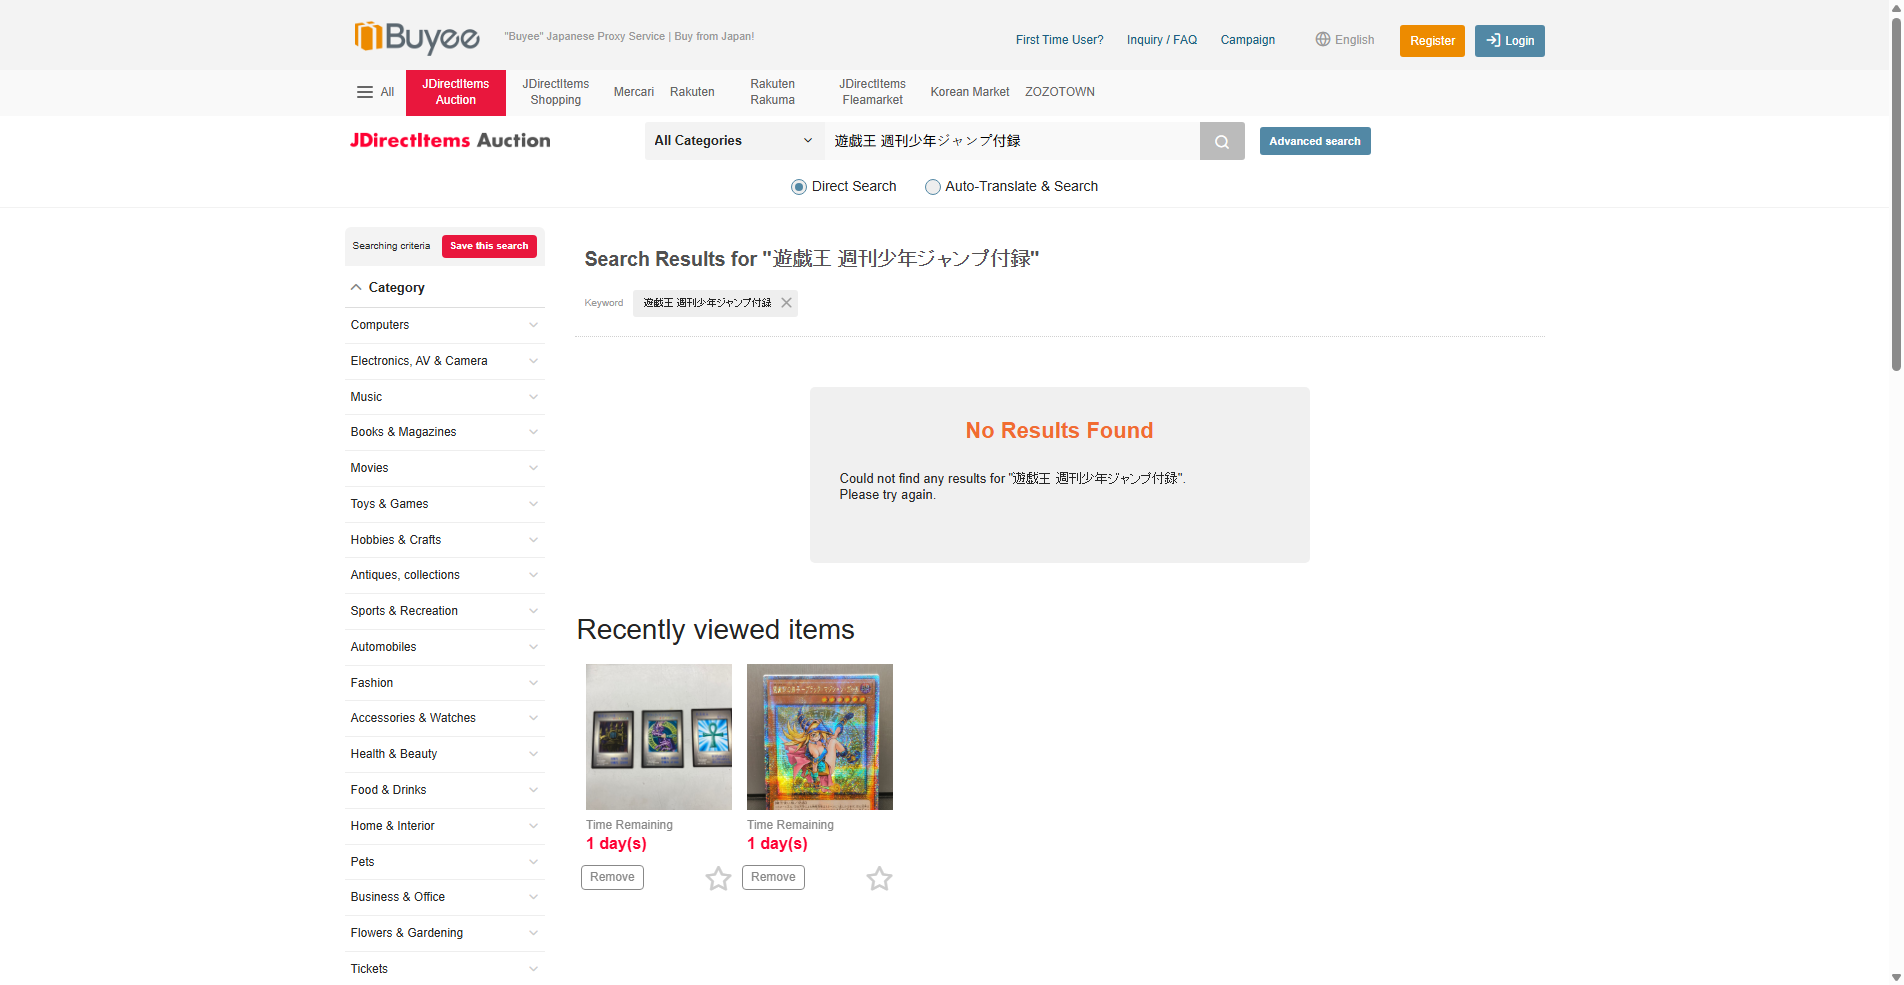 Buyee
"Buyee" Japanese Proxy Service | Buy from Japan!
First Time User?
Inquiry / FAQ
Campaign
English
Register
Login
All
JDirectItems
Auction
JDirectItems
Shopping
Mercari
Rakuten
Rakuten
Rakuma
JDirectItems
Fleamarket
Korean Market
ZOZOTOWN
JDirectItems Auction
All Categories
遊戯王 週刊少年ジャンプ付録
Advanced search
Direct Search
Auto-Translate & Search
Searching criteria
Save this search
Category
Computers
Electronics, AV & Camera
Music
Books & Magazines
Movies
Toys & Games
Hobbies & Crafts
Antiques, collections
Sports & Recreation
Automobiles
Fashion
Accessories & Watches
Health & Beauty
Food & Drinks
Home & Interior
Pets
Business & Office
Flowers & Gardening
Tickets
Search Results for "遊戯王 週刊少年ジャンプ付録"
Keyword
遊戯王 週刊少年ジャンプ付録
No Results Found
Could not find any results for "遊戯王 週刊少年ジャンプ付録".
Please try again.
Recently viewed items
Time Remaining
1 day(s)
Remove
Time Remaining
1 day(s)
Remove